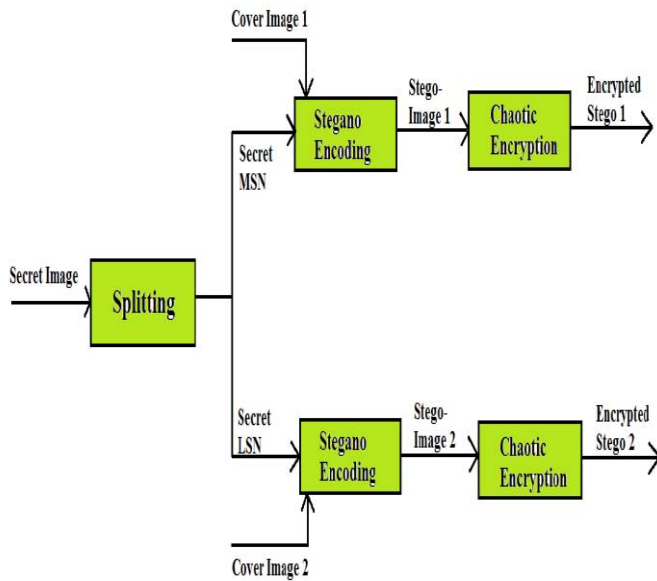 Cover Image 1
Stegano
Encoding
Stego-
Image 1
Chaotic
Encryption
Encrypted
Stego 1
Secret
MSN
Secret Image
Splitting
Secret
LSN
Stegano
Encoding
Stego-
Image 2
Chaotic
Encryption
Encrypted
Stego 2
Cover Image 2